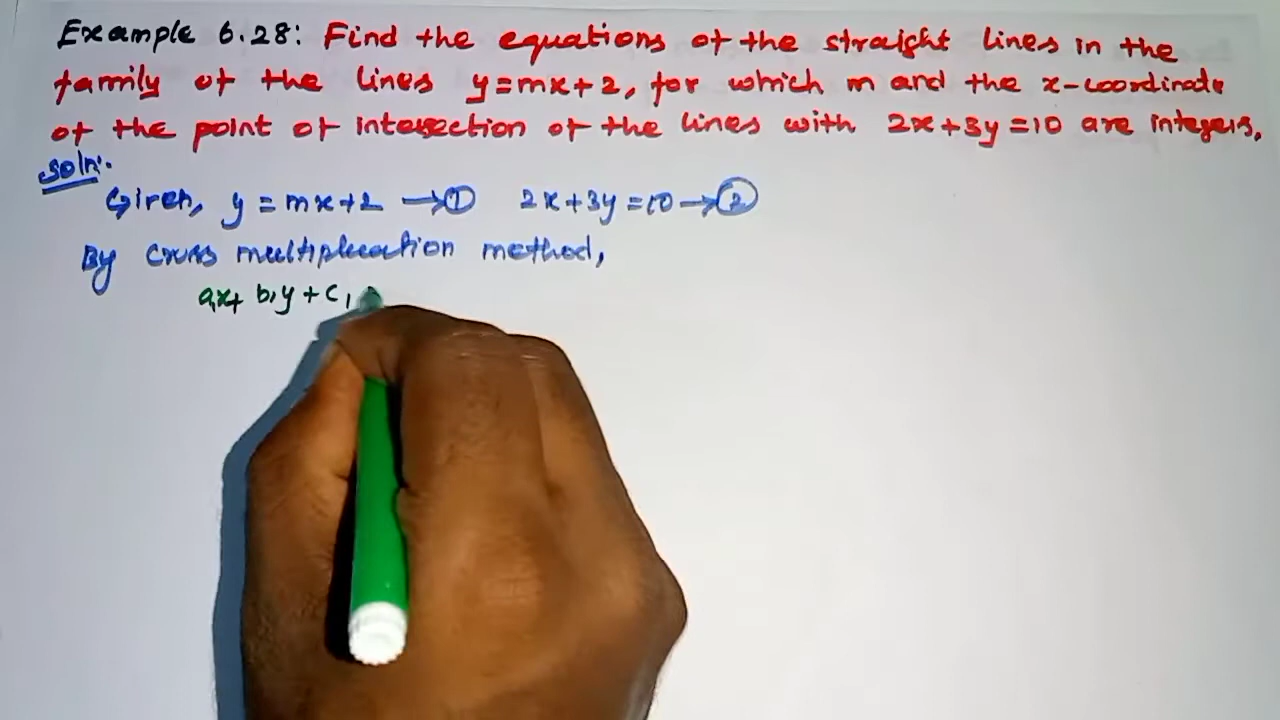 Example 6.28: Find the equations of the straight lines in the
family of the lines y=mx+2, for which m and the x-coordinate
of the point of intersection of the lines with 2x+3y=10 are integers.
Soln:
Given, y=mx+2 →① 2x+3y=10→②
By cross multiplication method,
a₁x+ b₁y+c₁